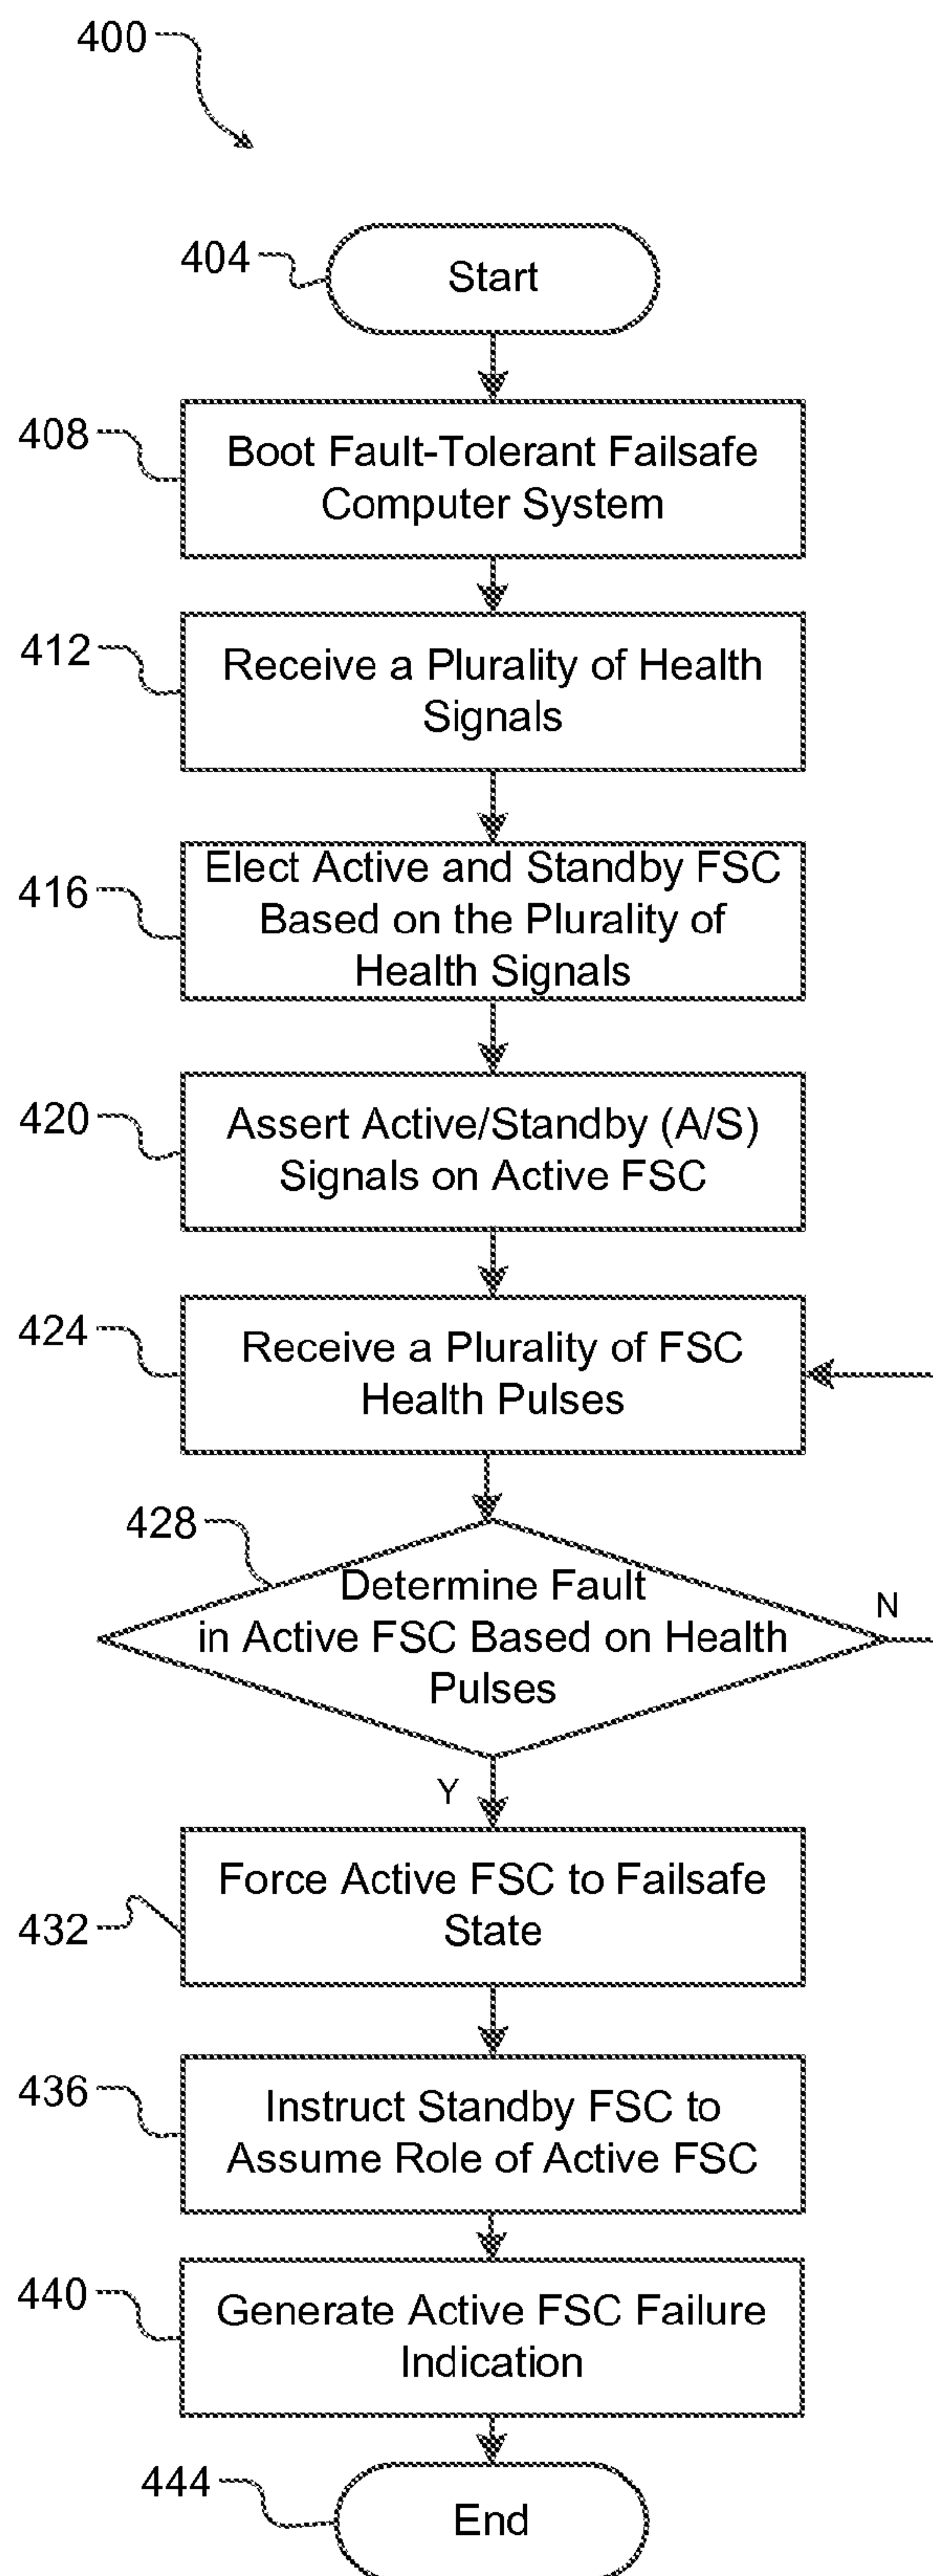 400
404
Start
408
Boot Fault-Tolerant Failsafe
Computer System
412
Receive a Plurality of Health
Signals
416
Elect Active and Standby FSC
Based on the Plurality of
Health Signals
420
Assert Active/Standby (A/S)
Signals on Active FSC
424
Receive a Plurality of FSC
Health Pulses
428
Determine Fault
in Active FSC Based on Health
Pulses
N
Y
432
Force Active FSC to Failsafe
State
436
Instruct Standby FSC to
Assume Role of Active FSC
440
Generate Active FSC Failure
Indication
444
End